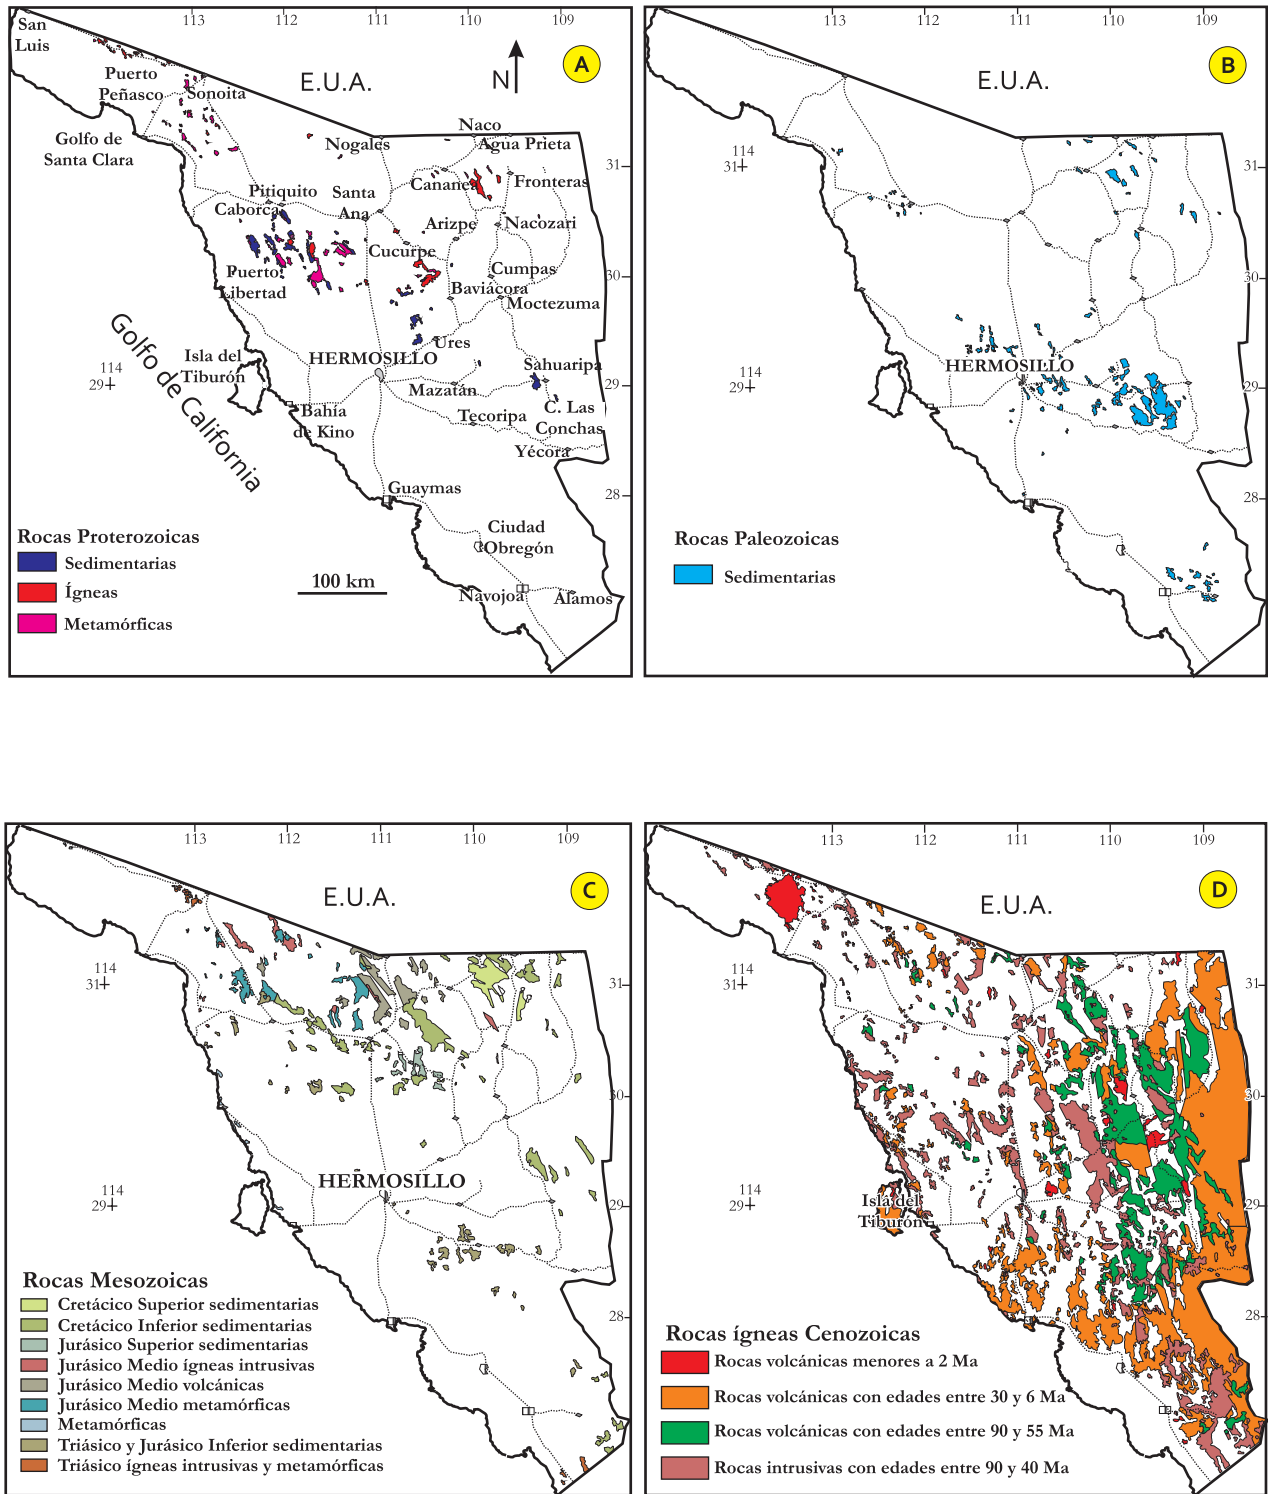 113
112
111
110
109
San
Luis
Puerto
Peñasco
Sonoita
E.U.A.
N
A
Golfo de
Santa Clara
Nogales
Naco
Agua Prieta
31
Cananea
Fronteras
Pitiquito
Santa
Ana
Caborca
Arizpe
Nacozari
Cucurpe
Puerto
Libertad
Cumpas
30
Baviácora
Moctezuma
Golfo de California
Ures
Isla del
Tiburón
HERMOSILLO
Sahuaripa
114
29
29
Mazatán
Bahía
de Kino
Tecoripa
C. Las
Conchas
Yécora
28
Guaymas
Ciudad
Obregón
Navojoa
Álamos
Rocas Proterozoicas
Sedimentarias
Ígneas
Metamórficas
100 km
113
112
111
110
109
E.U.A.
B
114
31
31
30
HERMOSILLO
114
29
29
28
Rocas Paleozoicas
Sedimentarias
113
112
111
110
109
E.U.A.
C
114
31
31
30
HERMOSILLO
114
29
29
28
Rocas Mesozoicas
Cretácico Superior sedimentarias
Cretácico Inferior sedimentarias
Jurásico Superior sedimentarias
Jurásico Medio ígneas intrusivas
Jurásico Medio volcánicas
Jurásico Medio metamórficas
Metamórficas
Triásico y Jurásico Inferior sedimentarias
Triásico ígneas intrusivas y metamórficas
113
112
111
110
109
E.U.A.
D
114
31
31
30
114
29
29
Isla del
Tiburón
28
Rocas ígneas Cenozoicas
Rocas volcánicas menores a 2 Ma
Rocas volcánicas con edades entre 30 y 6 Ma
Rocas volcánicas con edades entre 90 y 55 Ma
Rocas intrusivas con edades entre 90 y 40 Ma